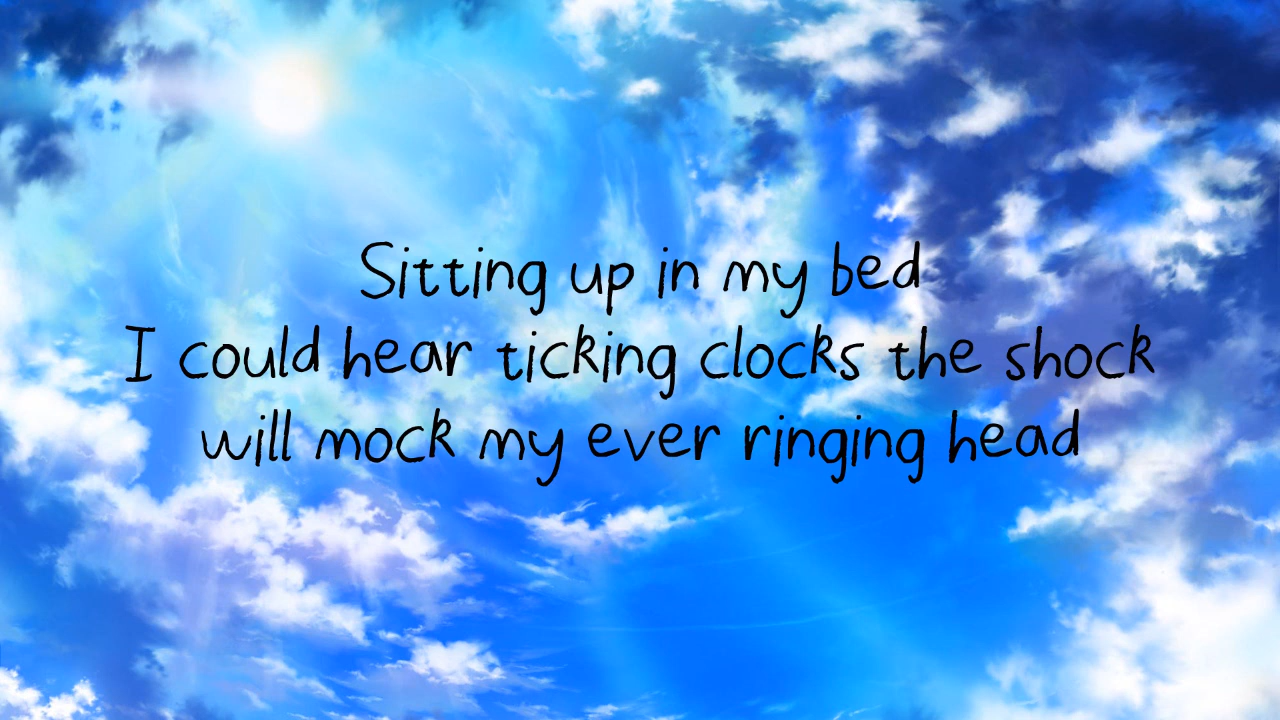 Sitting up in my bed
I could hear ticking clocks the shock
will mock my ever ringing head